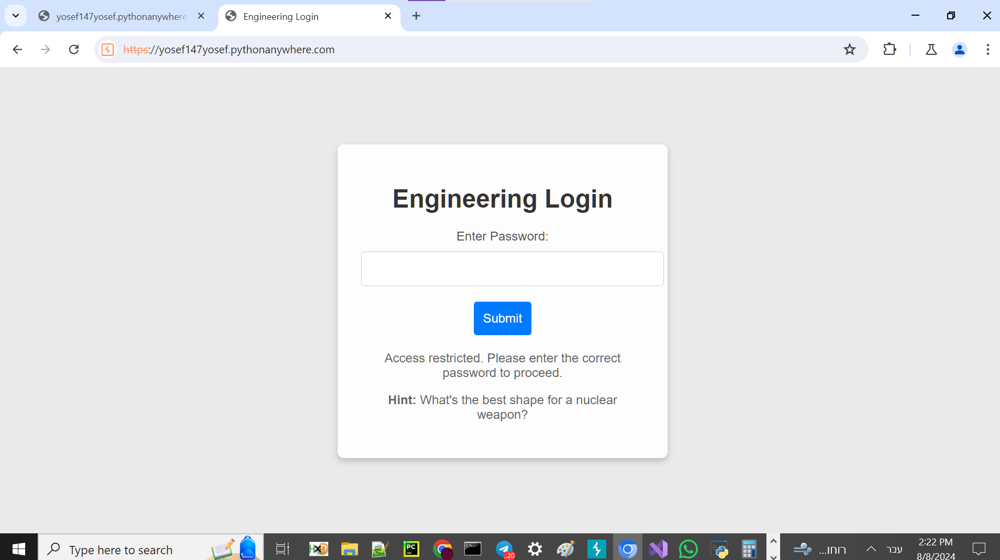 yosef147yosef.pythonanywhere
Engineering Login
https://yosef147yosef.pythonanywhere.com
Engineering Login
Enter Password:
Submit
Access restricted. Please enter the correct
password to proceed.
Hint: What's the best shape for a nuclear
weapon?
Type here to search
PC
..20
רוחו...
עבר
2:22 PM
8/8/2024